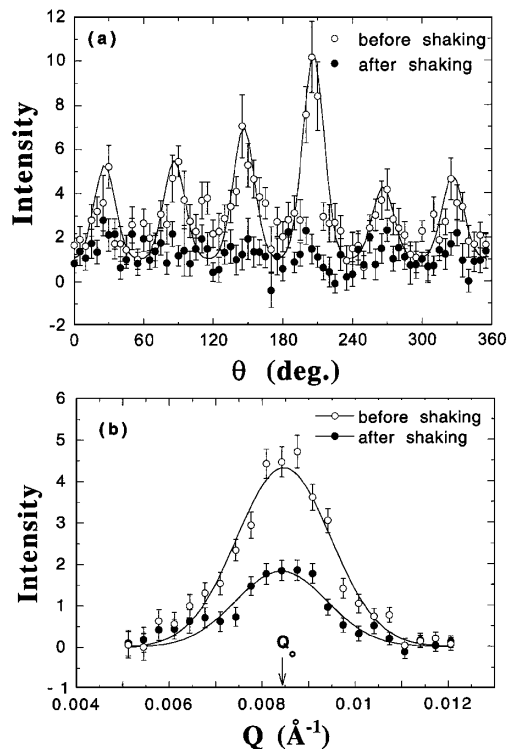 (a)
before shaking
after shaking
Intensity
12
10
8
6
4
2
0
-2
0 60 120 180 240 300 360
θ (deg.)
(b)
before shaking
after shaking
Intensity
6
5
4
3
2
1
0
-1
Qo
0.004 0.006 0.008 0.01 0.012
Q (Å-1)